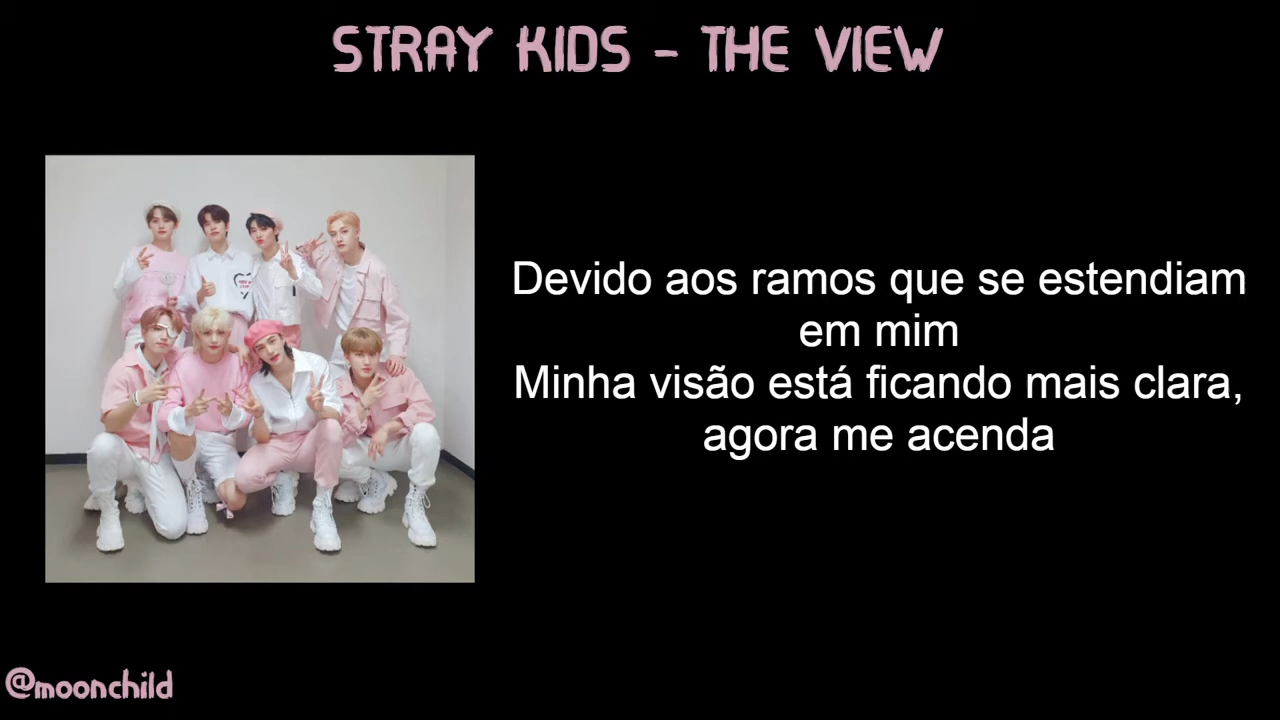 STRAY KIDS - THE VIEW
Devido aos ramos que se estendiam
em mim
Minha visão está ficando mais clara,
agora me acenda
@moonchild